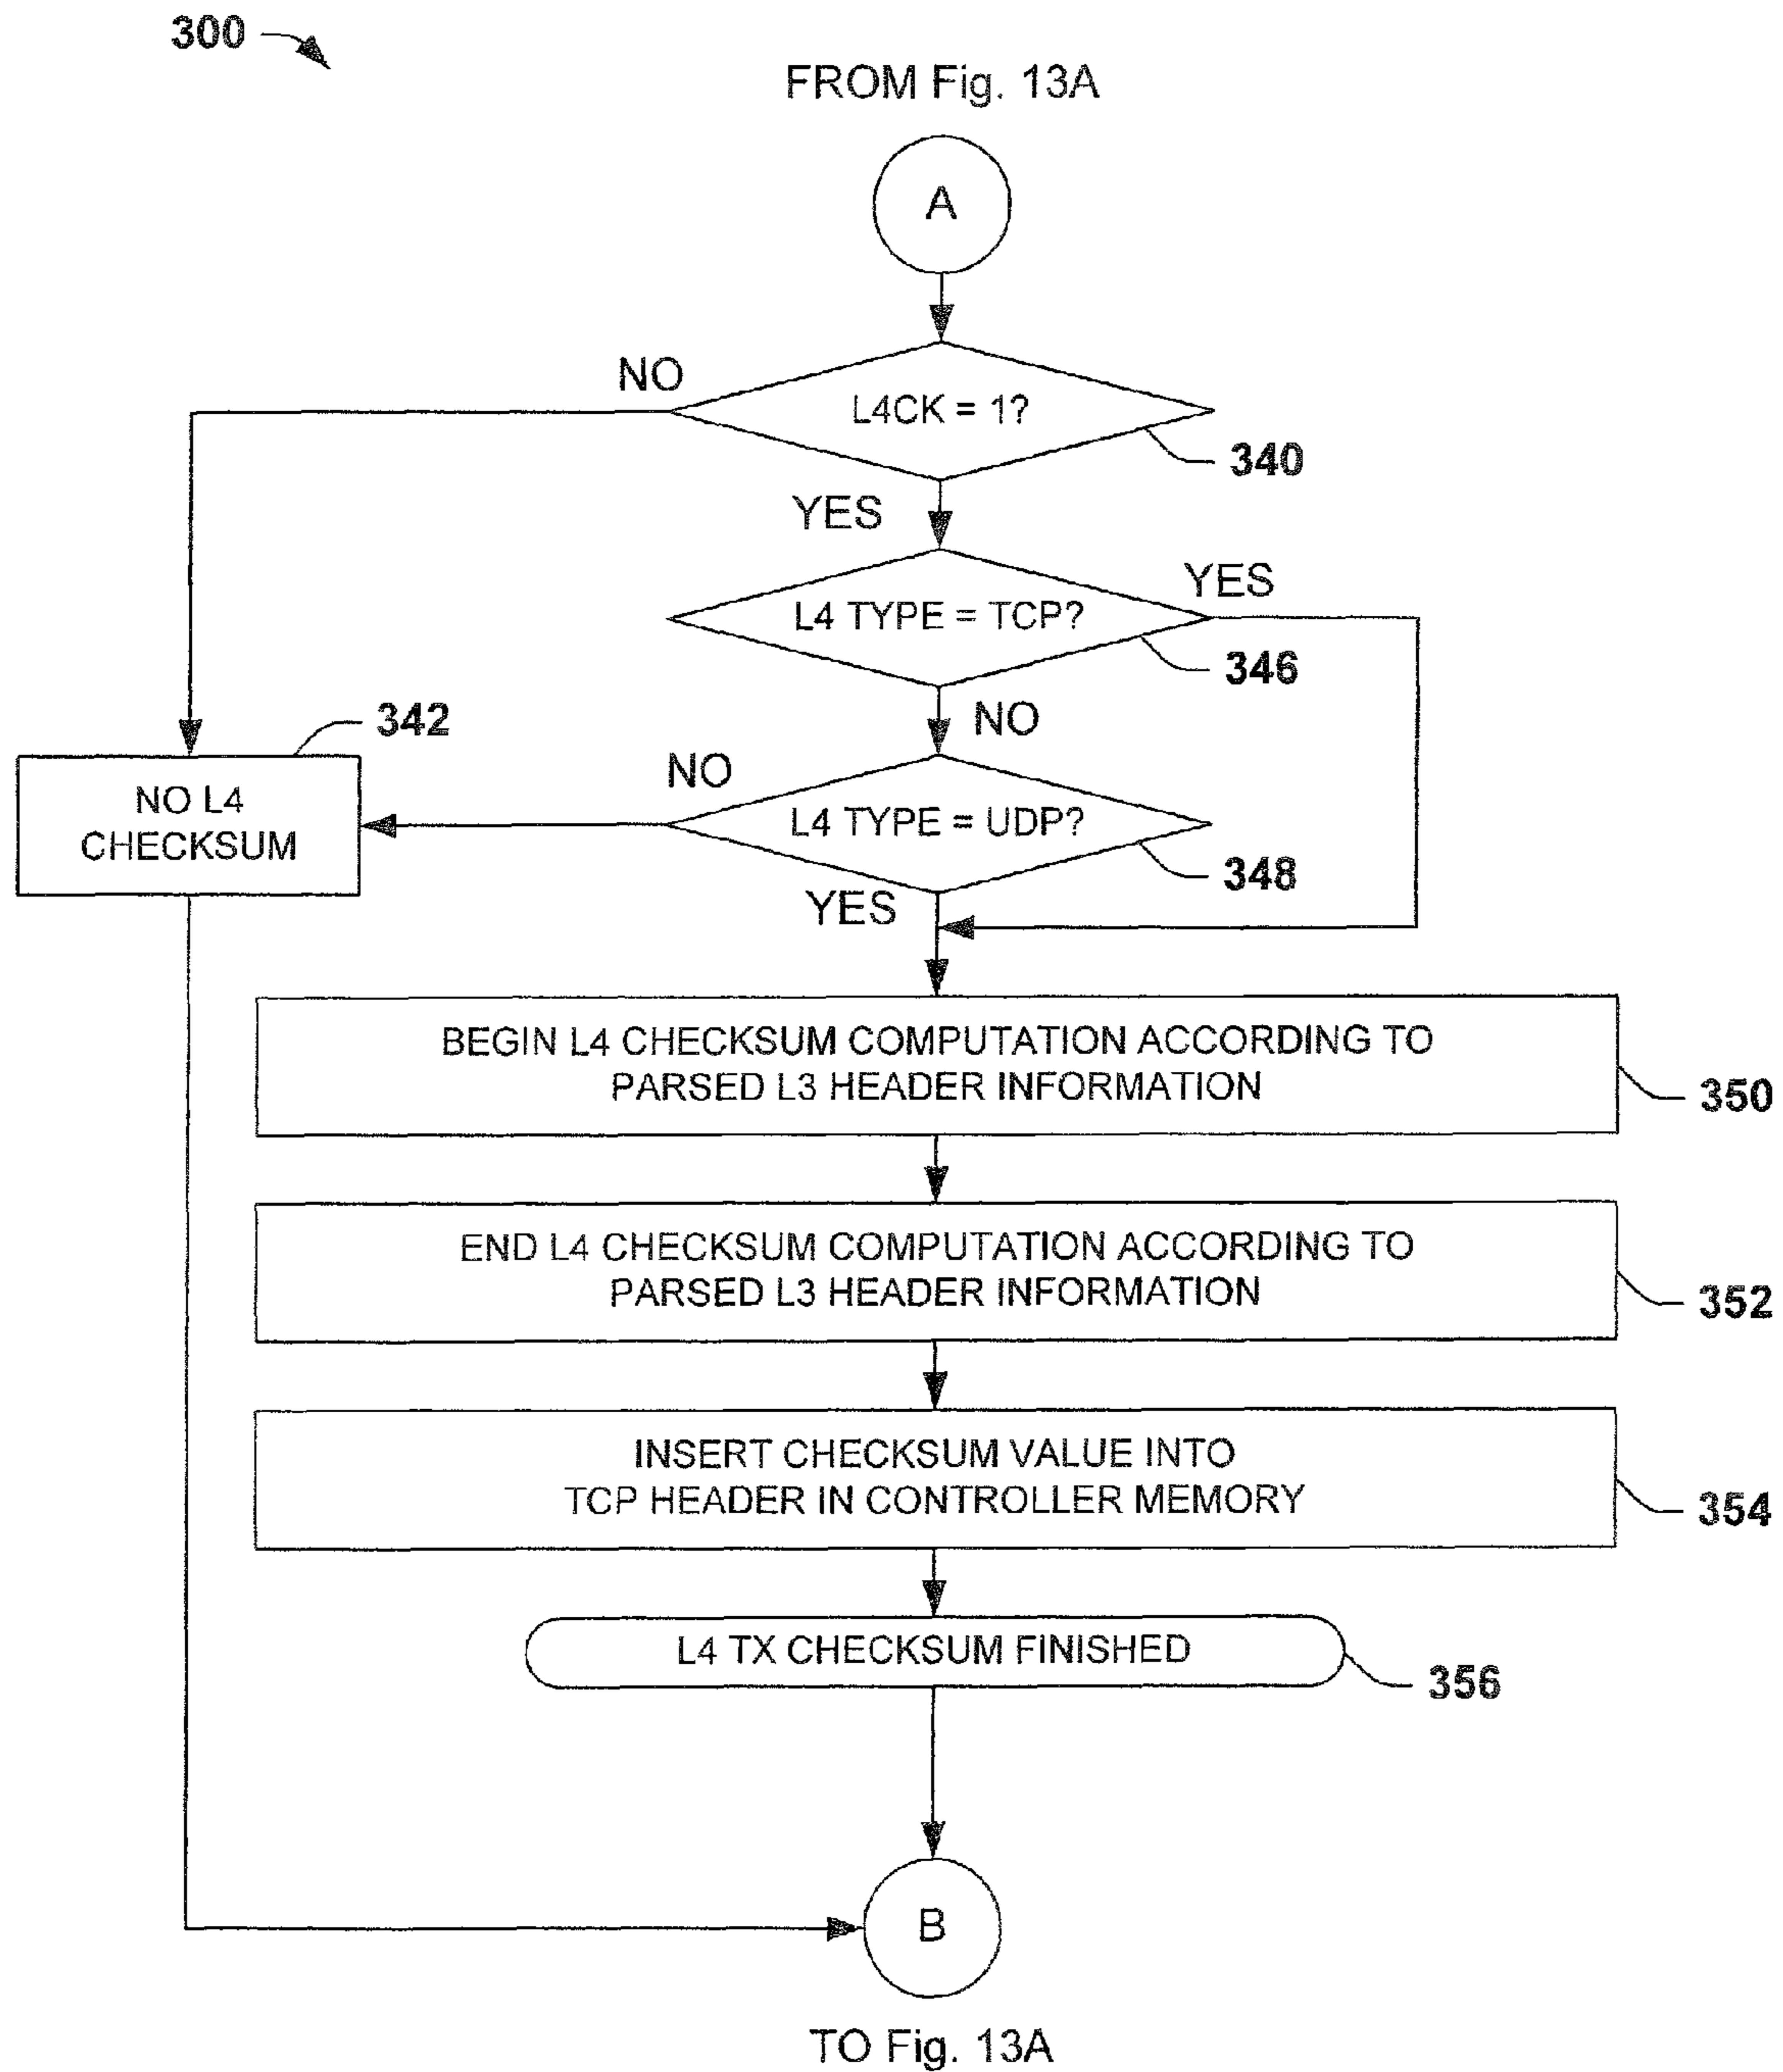 300
FROM Fig. 13A
A
NO
L4CK = 1?
340
YES
YES
L4 TYPE = TCP?
346
342
NO
NO
NO L4
CHECKSUM
L4 TYPE = UDP?
348
YES
BEGIN L4 CHECKSUM COMPUTATION ACCORDING TO
PARSED L3 HEADER INFORMATION
350
END L4 CHECKSUM COMPUTATION ACCORDING TO
PARSED L3 HEADER INFORMATION
352
INSERT CHECKSUM VALUE INTO
TCP HEADER IN CONTROLLER MEMORY
354
L4 TX CHECKSUM FINISHED
356
B
TO Fig. 13A